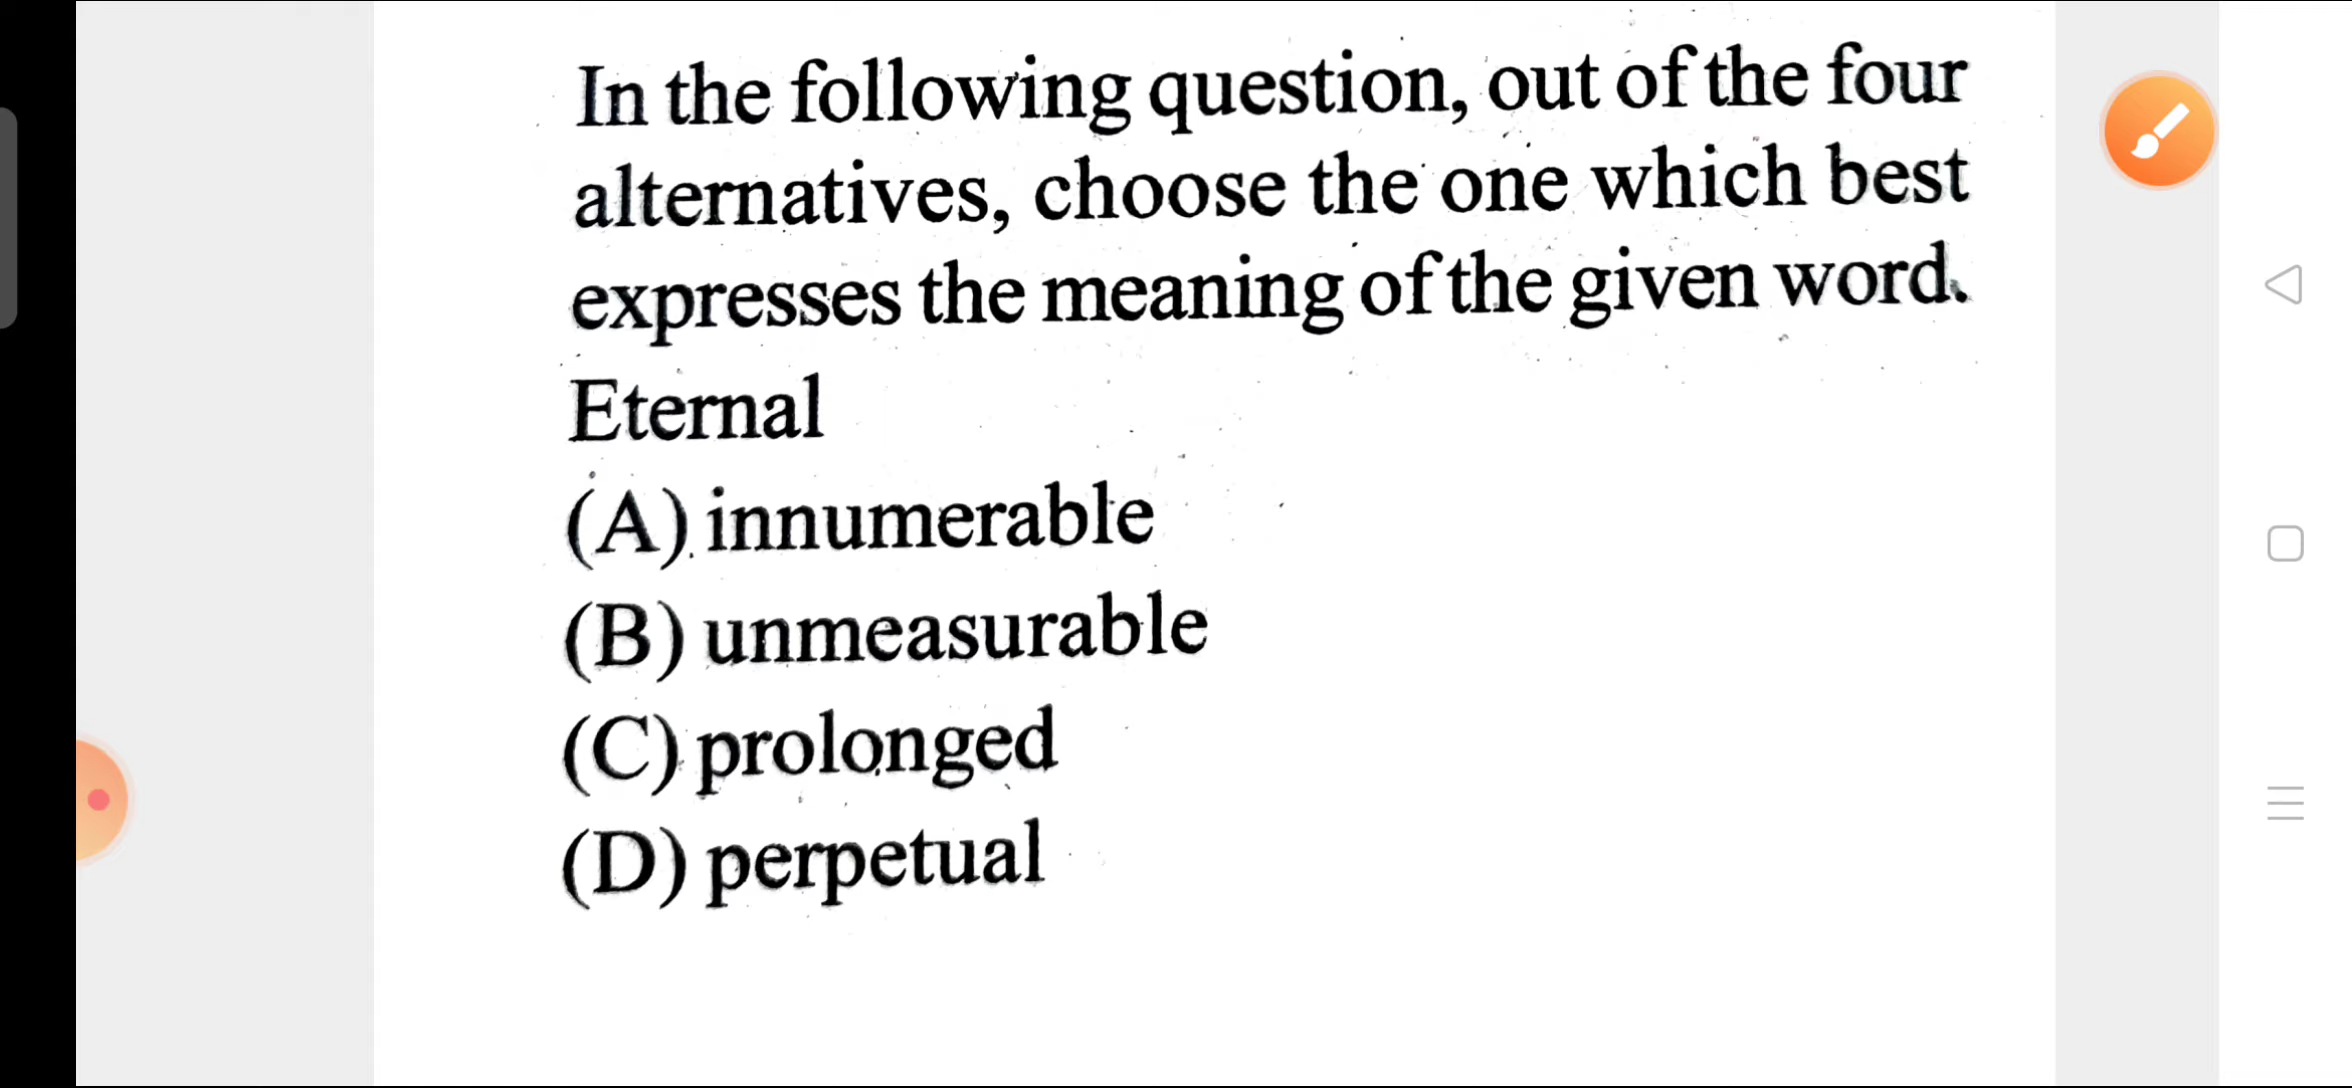 In the following question, out of the four
alternatives, choose the one which best
expresses the meaning of the given word.
Eternal
(A) innumerable
(B) unmeasurable
(C) prolonged
(D) perpetual